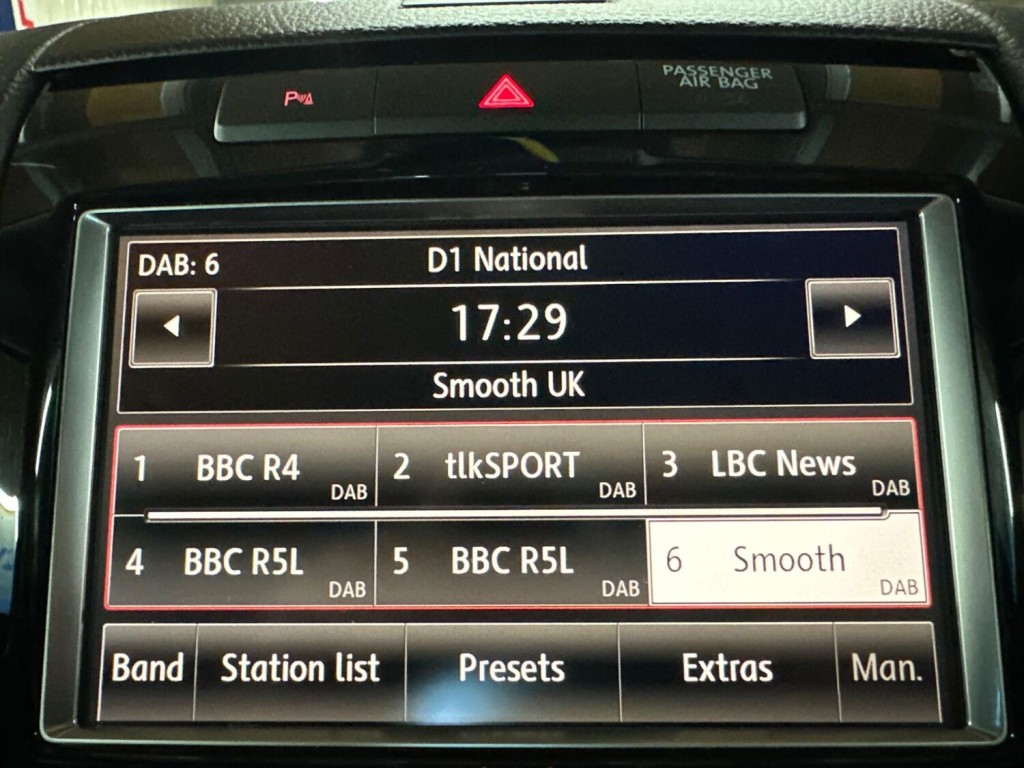 P
PASSENGER
AIR BAG
DAB: 6 D1 National
17:29
Smooth UK
1 BBC R4 DAB 2 tlkSPORT DAB 3 LBC News DAB
4 BBC R5L DAB 5 BBC R5L DAB 6 Smooth DAB
Band Station list Presets Extras Man.